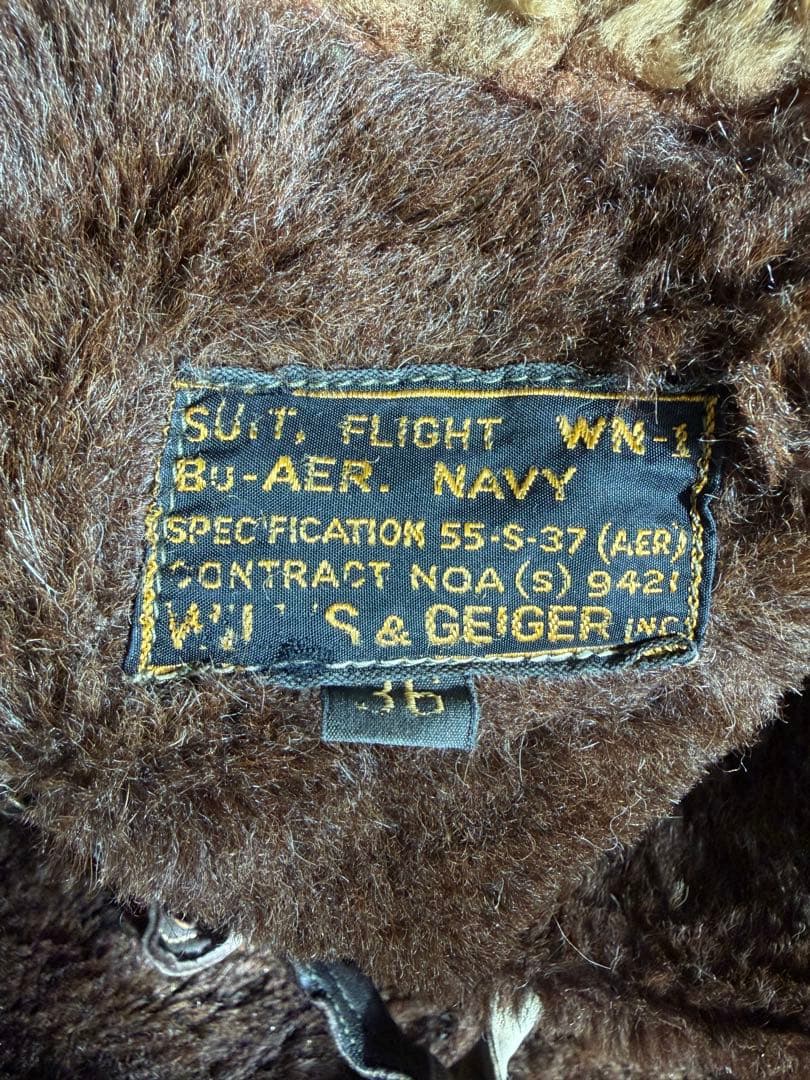 SUIT, FLIGHT WN-1
Bu-AER. NAVY
SPECIFICATION 55-S-37 (AER)
CONTRACT NOA (S) 9421
& GEIGER INC
36